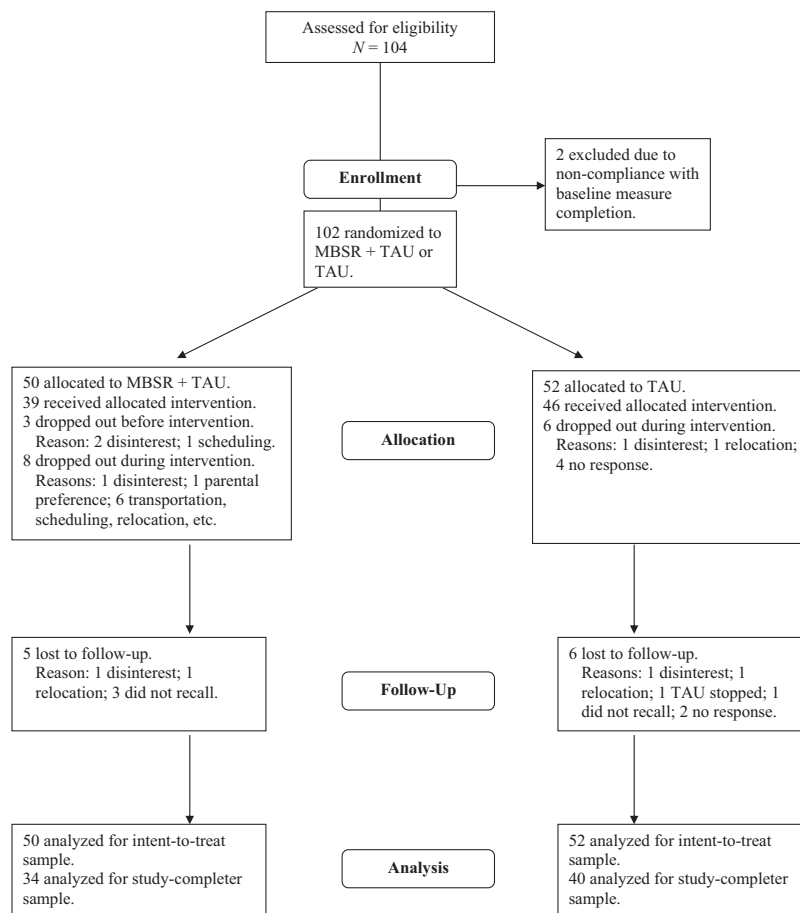 Assessed for eligibility
N = 104
Enrollment
2 excluded due to
non-compliance with
baseline measure
completion.
102 randomized to
MBSR + TAU or
TAU.
50 allocated to MBSR + TAU.
39 received allocated intervention.
3 dropped out before intervention.
Reason: 2 disinterest; 1 scheduling.
8 dropped out during intervention.
Reasons: 1 disinterest; 1 parental
preference; 6 transportation,
scheduling, relocation, etc.
Allocation
52 allocated to TAU.
46 received allocated intervention.
6 dropped out during intervention.
Reasons: 1 disinterest; 1 relocation;
4 no response.
5 lost to follow-up.
Reason: 1 disinterest; 1
relocation; 3 did not recall.
Follow-Up
6 lost to follow-up.
Reasons: 1 disinterest; 1
relocation; 1 TAU stopped; 1
did not recall; 2 no response.
50 analyzed for intent-to-treat
sample.
34 analyzed for study-completer
sample.
Analysis
52 analyzed for intent-to-treat
sample.
40 analyzed for study-completer
sample.